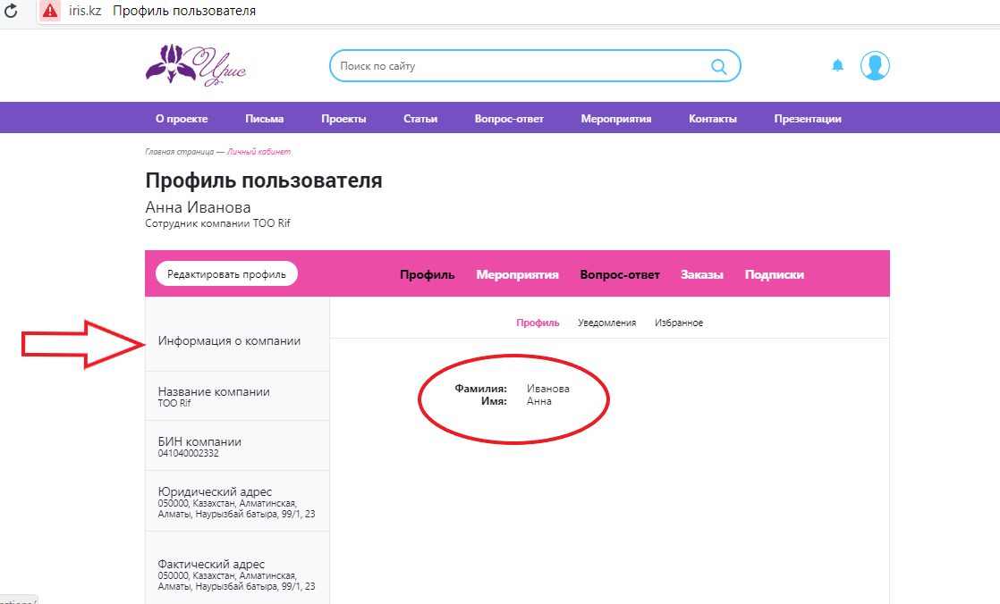 iris.kz Профиль пользователя
Ирис
Поиск по сайту
О проекте Письма Проекты Статьи Вопрос-ответ Мероприятия Контакты Презентации
Главная страница — Личный кабинет
Профиль пользователя
Анна Иванова
Сотрудник компании ТОО Rif
Редактировать профиль
Профиль Мероприятия Вопрос-ответ Заказы Подписки
Профиль Уведомления Избранное
Информация о компании
Фамилия: Иванова
Имя: Анна
Название компании
ТОО Rif
БИН компании
041040002332
Юридический адрес
050000, Казахстан, Алматинская,
Алматы, Наурызбай батыра, 99/1, 23
Фактический адрес
050000, Казахстан, Алматинская,
Алматы, Наурызбай батыра, 99/1, 23